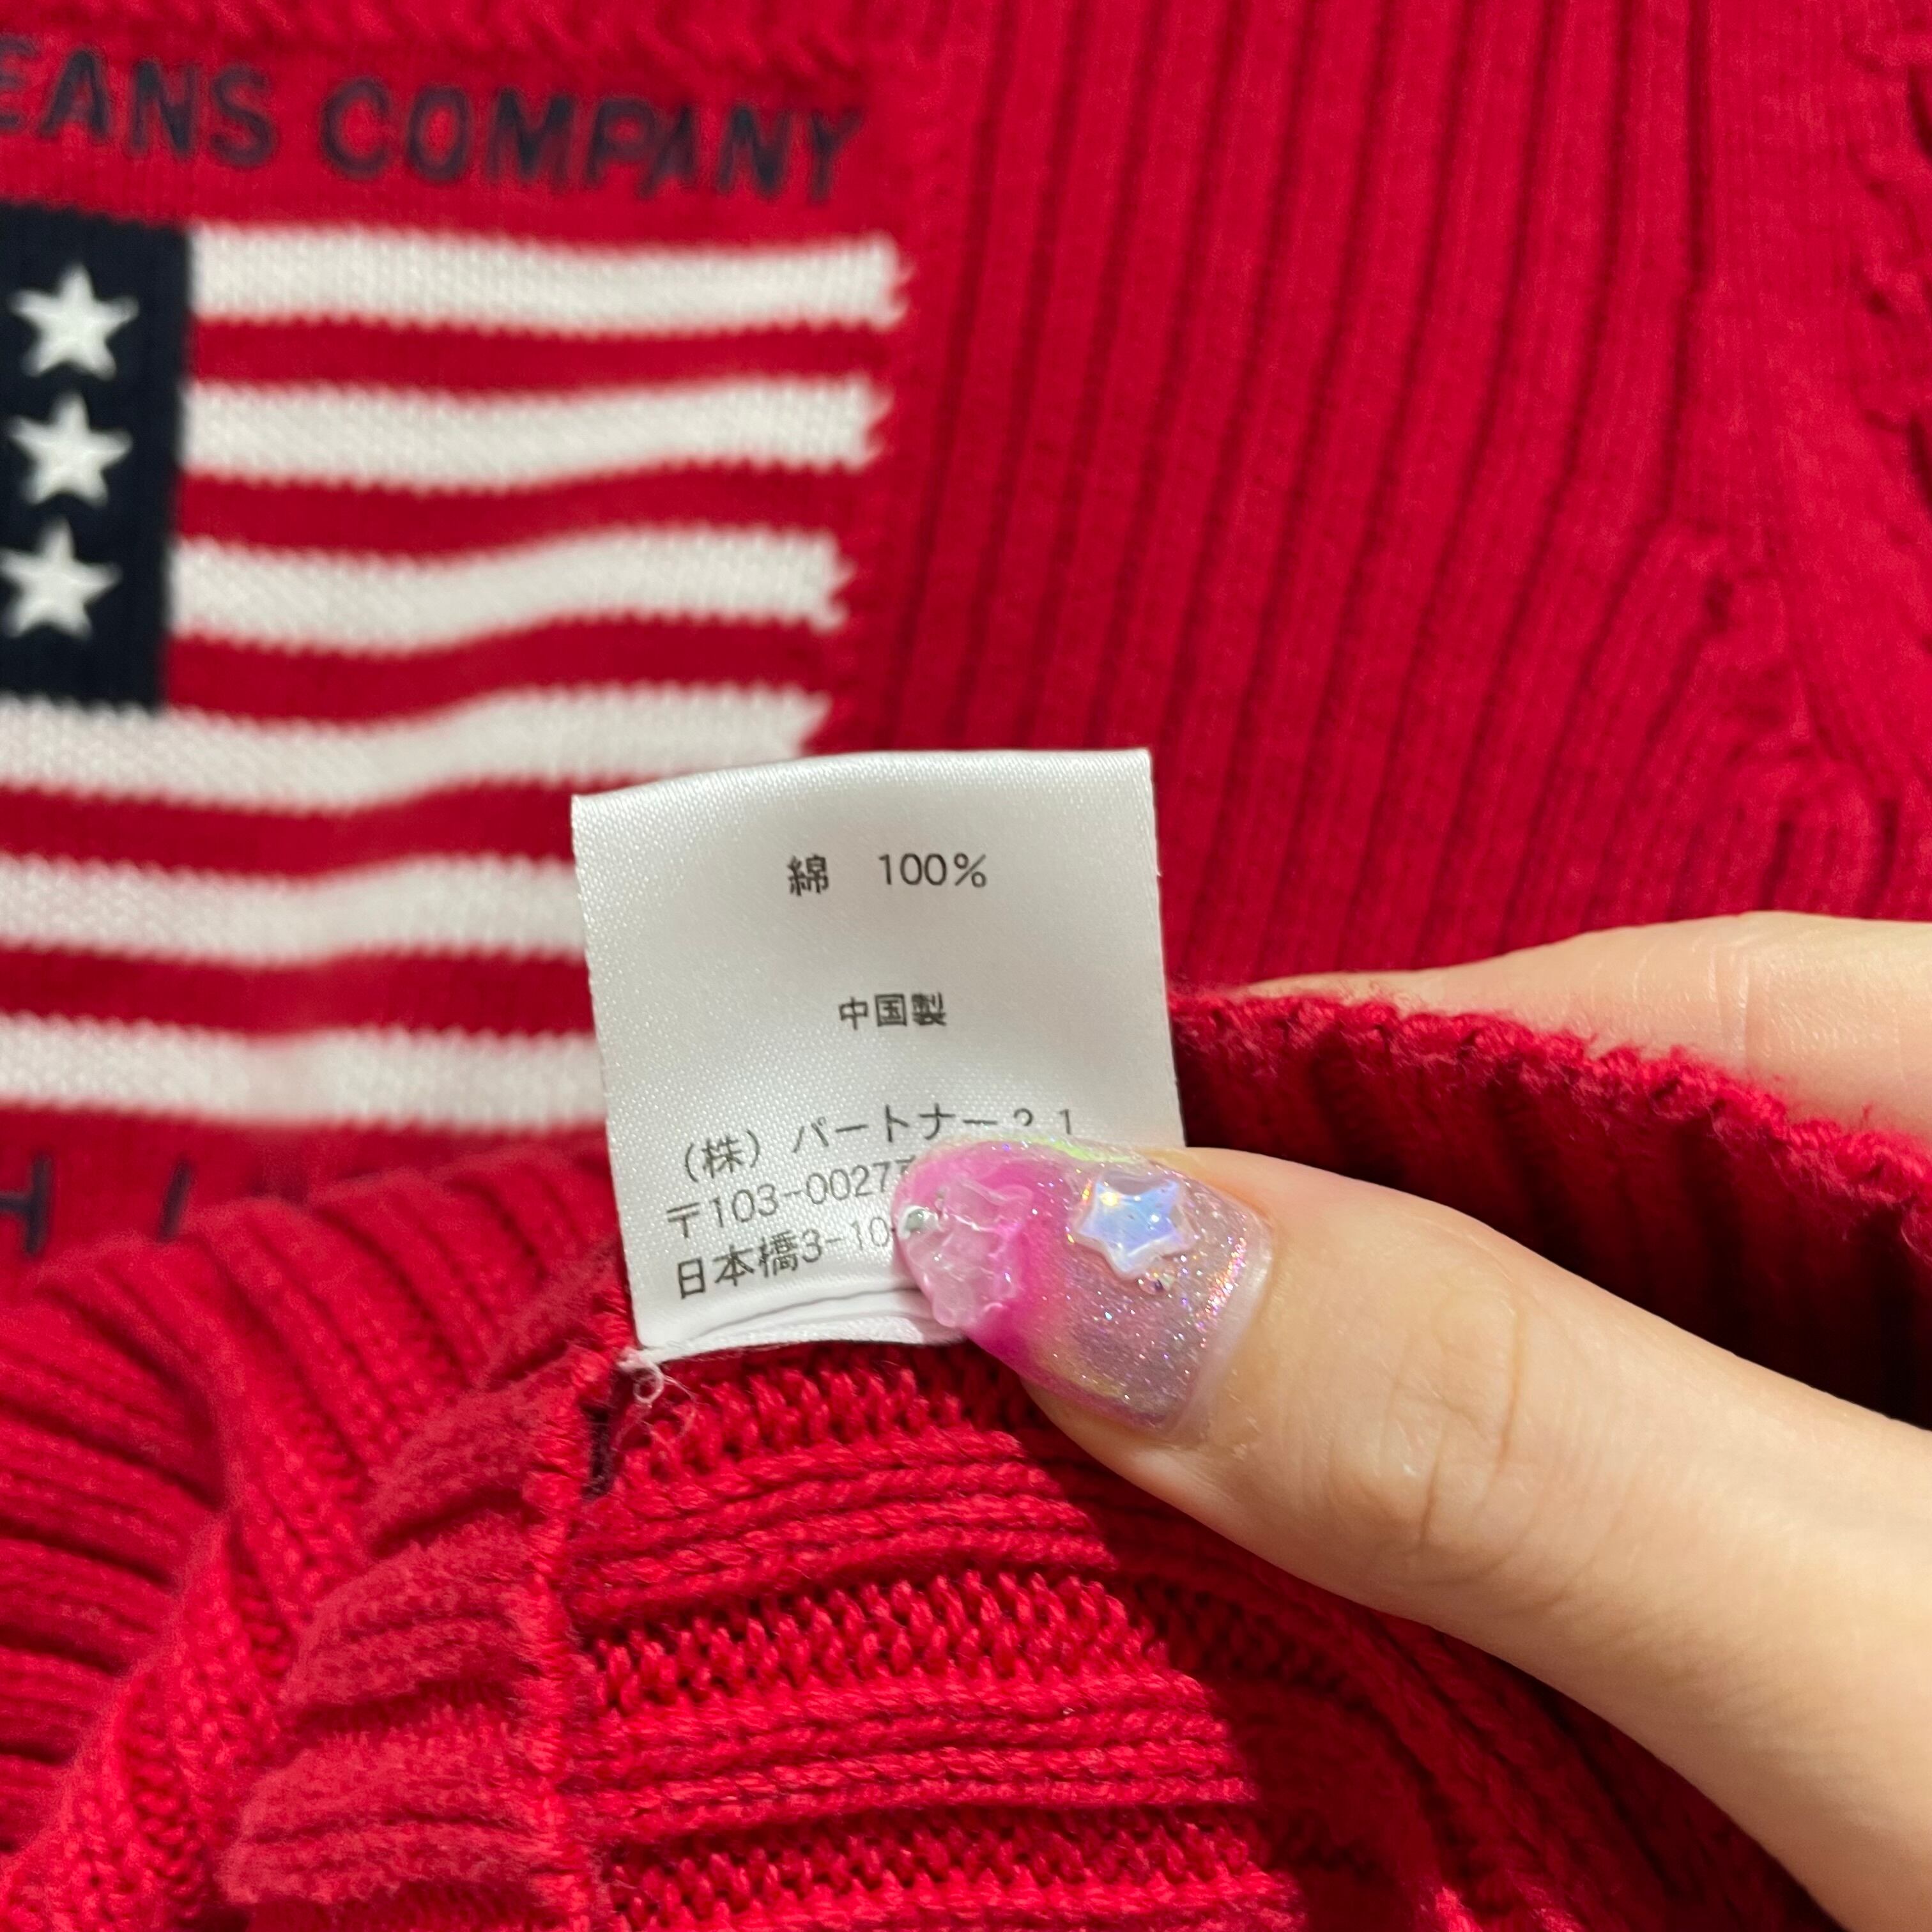 EANS COMPANY
綿 100%
中国製
(株) パートナー21
〒103-0027
日本橋3-10
H I